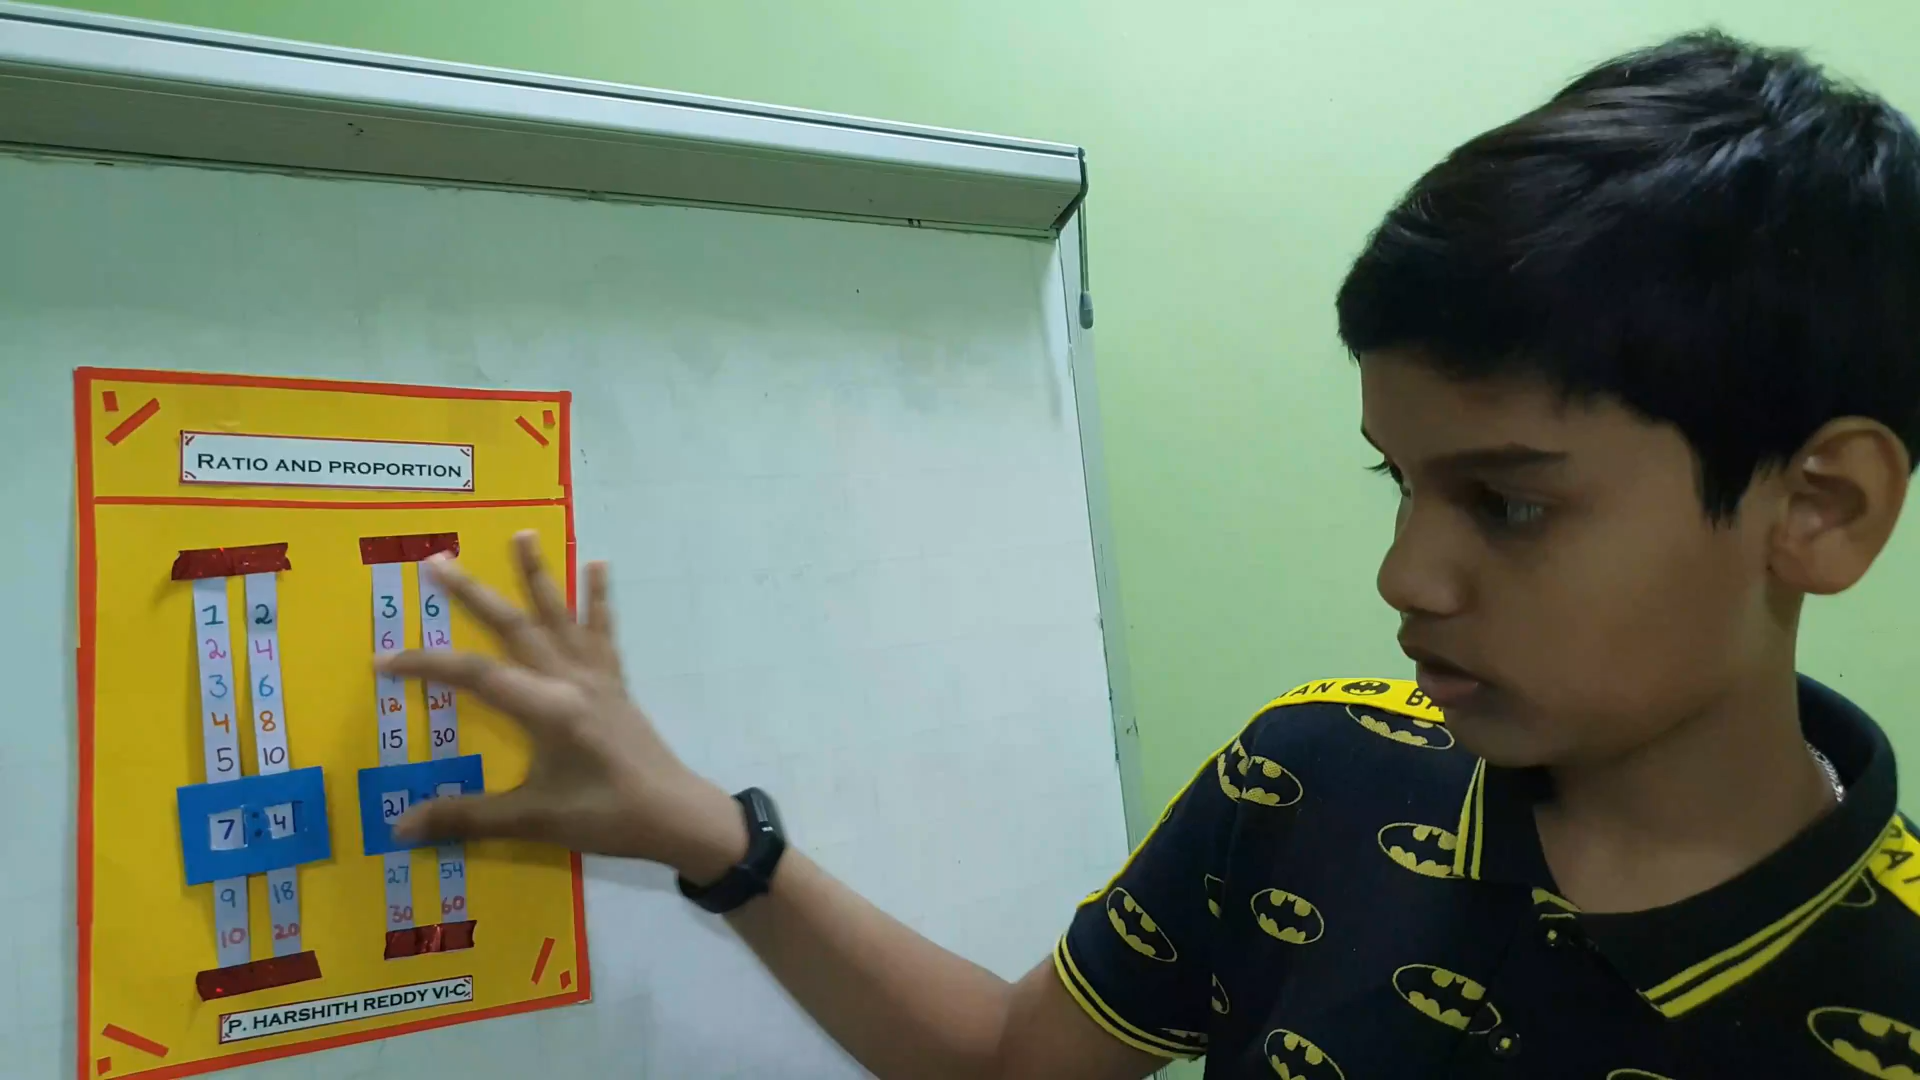 RATIO AND PROPORTION
1 2 3 6
2 4 6 12
3 6
4 8 12 24
5 10 15 30
7 : 4 21 :
9 18 27 54
10 20 30 60
P. HARSHITH REDDY VI-C